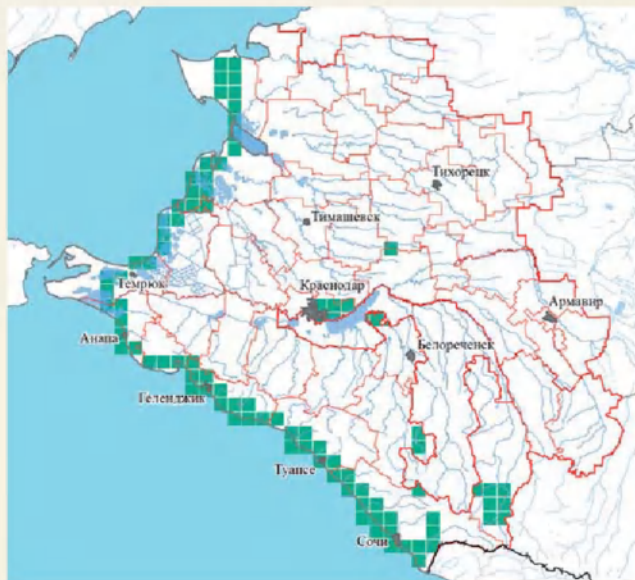 Тихорецк
Тимашевск
Краснодар
Темрюк
Армавир
Анапа
Белореченск
Геленджик
Туапсе
Сочи